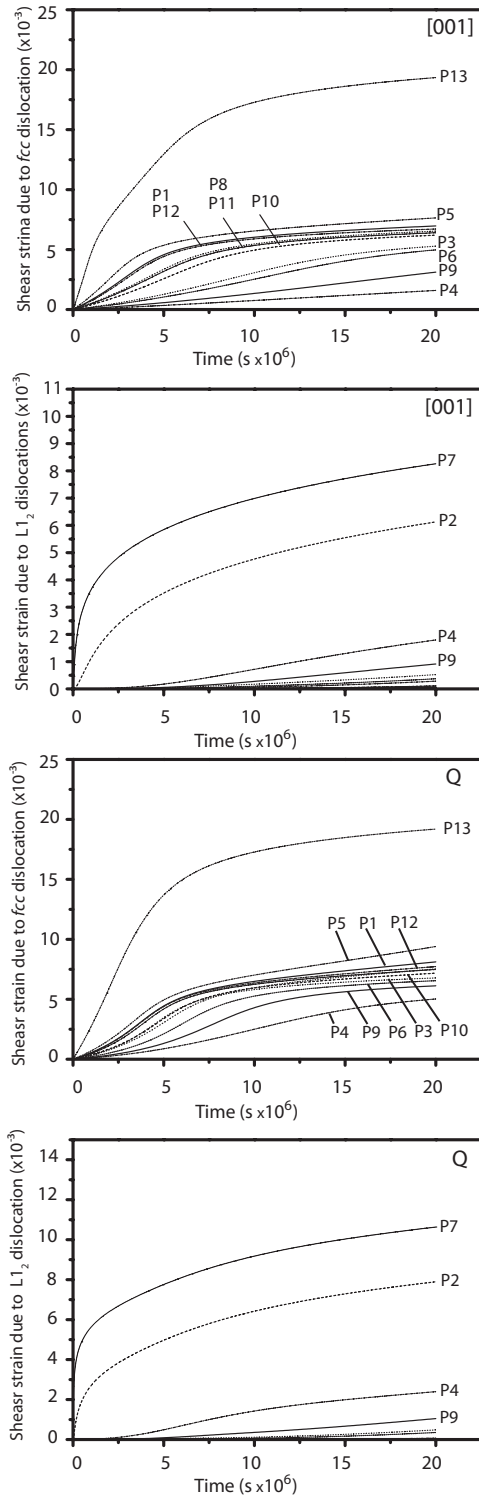 Sheasr strina due to fcc dislocation (x10⁻³)
25
20
15
10
5
0
[001]
P13
P1
P12
P8
P11
P10
P5
P3
P6
P9
P4
0 5 10 15 20
Time (s x10⁶)
Sheasr strain due to L1₂ dislocations (x10⁻³)
11
10
9
8
7
6
5
4
3
2
1
0
[001]
P7
P2
P4
P9
0 5 10 15 20
Time (s x10⁶)
Sheasr strain due to fcc dislocation (x10⁻³)
25
20
15
10
5
0
Q
P13
P5 P1 P12
P4 P9 P6 P3 P10
0 5 10 15 20
Time (s x10⁶)
Sheasr strain due to L1₂ dislocation (x10⁻³)
14
12
10
8
6
4
2
0
Q
P7
P2
P4
P9
0 5 10 15 20
Time (s x10⁶)